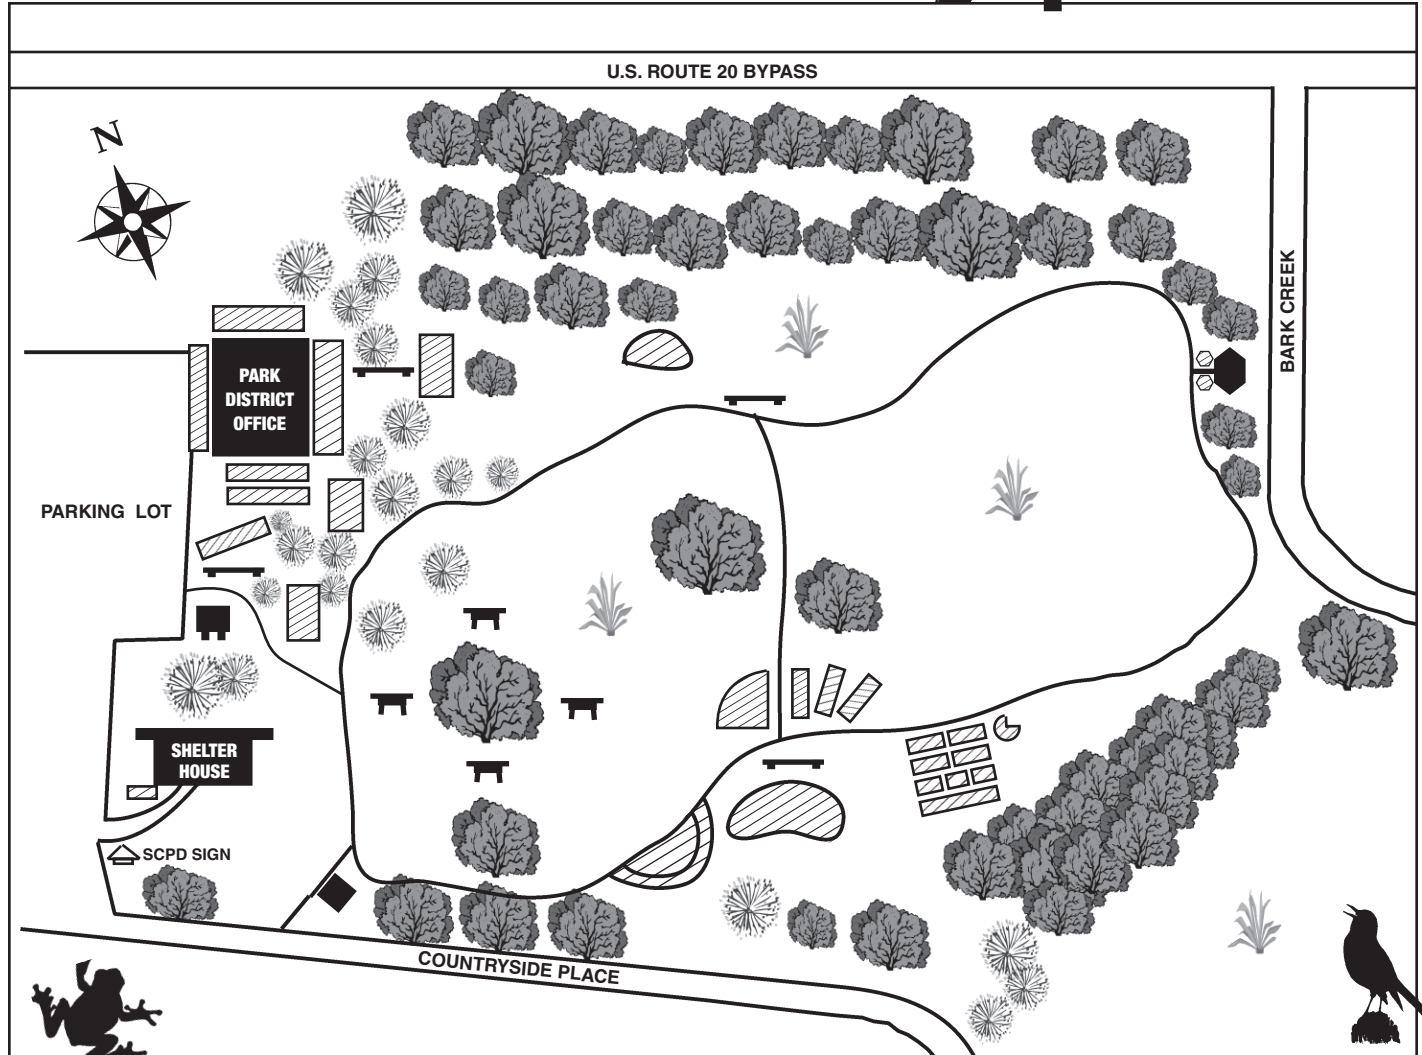 U.S. ROUTE 20 BYPASS
N
BARK CREEK
PARK
DISTRICT
OFFICE
PARKING LOT
SHELTER
HOUSE
SCPD SIGN
COUNTRYSIDE PLACE